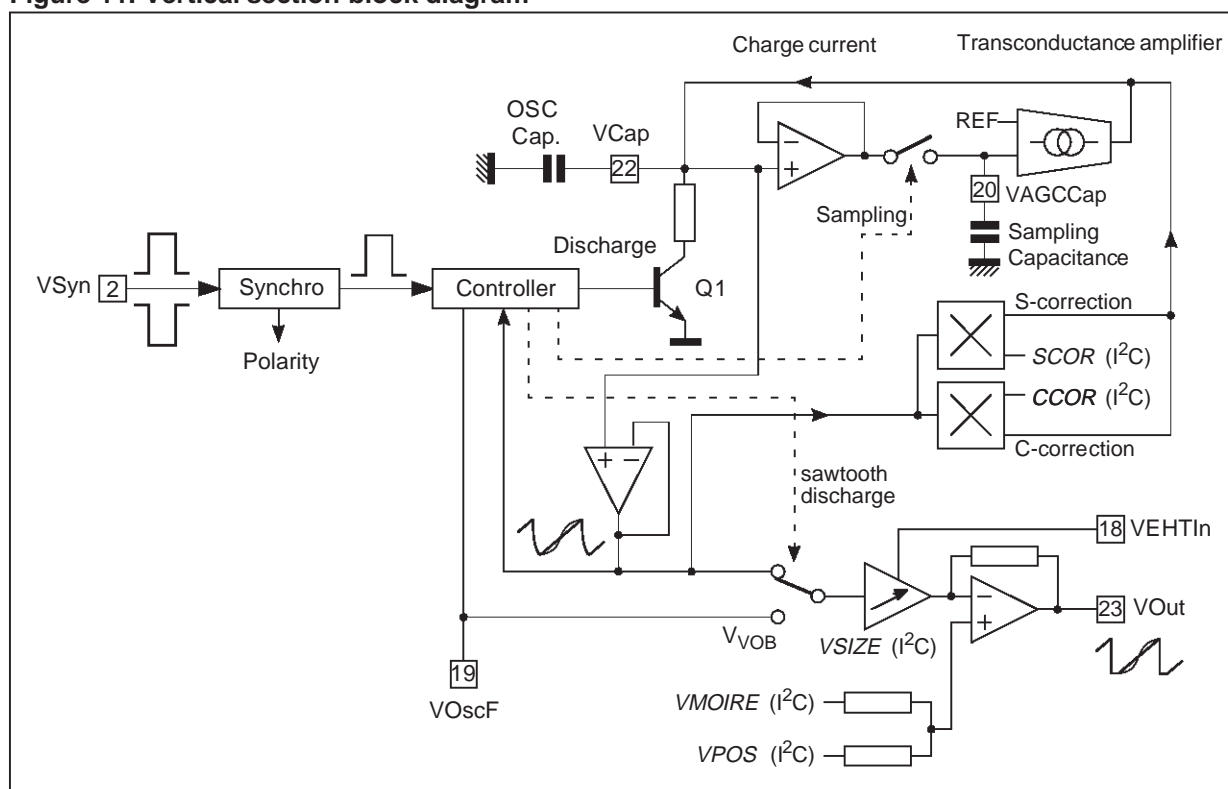 Figure 11: Vertical section block diagram
Charge current
Transconductance amplifier
OSC
Cap.
VCap
22
REF
20
VAGCCap
Sampling
Sampling
Capacitance
Discharge
VSyn
2
Synchro
Controller
Q1
Polarity
S-correction
SCOR (I²C)
CCOR (I²C)
C-correction
sawtooth
discharge
18
VEHTIn
23
VOut
V_VOB
VSIZE (I²C)
19
VOscF
VMOIRE (I²C)
VPOS (I²C)